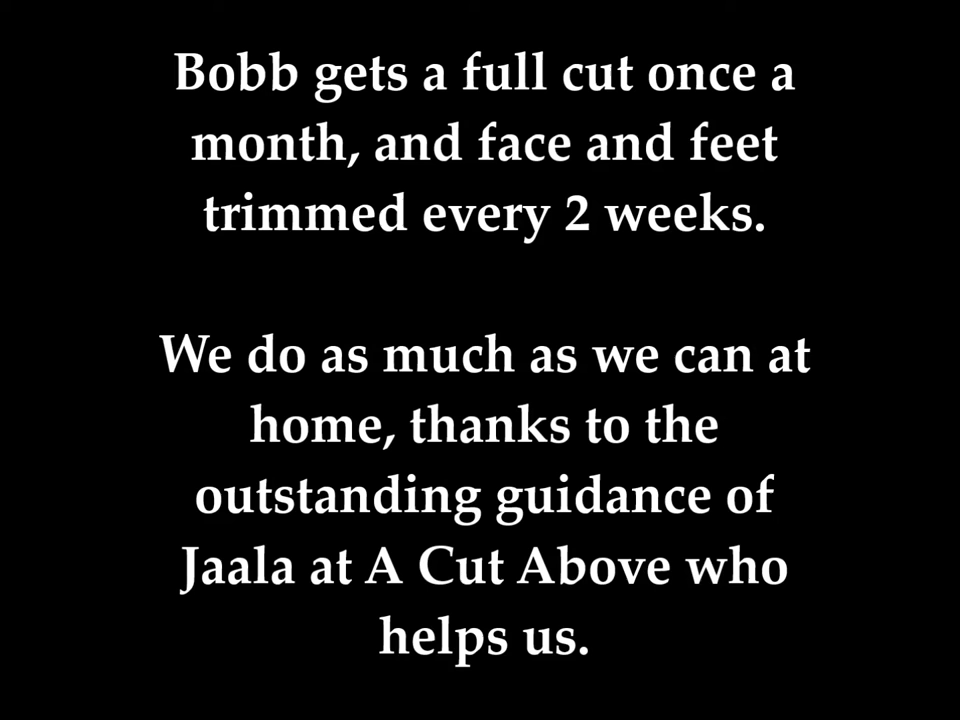 Bobb gets a full cut once a
month, and face and feet
trimmed every 2 weeks.
We do as much as we can at
home, thanks to the
outstanding guidance of
Jaala at A Cut Above who
helps us.